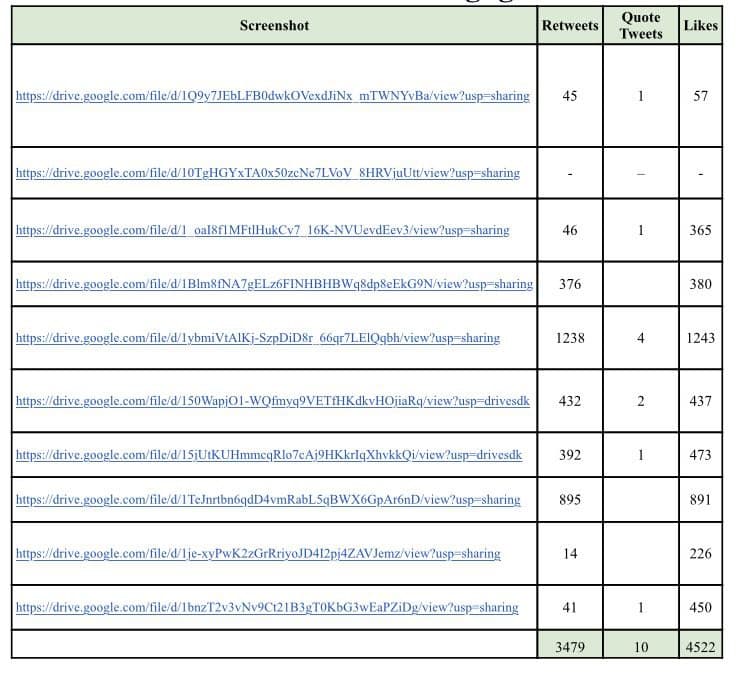 Screenshot Retweets Quote Tweets Likes
https://drive.google.com/file/d/1Q9y7JEbLFB0dwkOVexdJiNx_mTWNYvBa/view?usp=sharing 45 1 57
https://drive.google.com/file/d/10TgHGYxTA0x50zcNe7LVoV_8HRVjuUtt/view?usp=sharing - – -
https://drive.google.com/file/d/1_oaI8f1MFtlHukCv7_16K-NVUevdEev3/view?usp=sharing 46 1 365
https://drive.google.com/file/d/1Blm8fNA7gELz6FINHBHBWq8dp8eEkG9N/view?usp=sharing 376 380
https://drive.google.com/file/d/1ybmiVtAlKj-SzpDiD8r_66qr7LElQqbh/view?usp=sharing 1238 4 1243
https://drive.google.com/file/d/150WapjO1-WQfmyq9VETfHKdkvHOjiaRq/view?usp=drivesdk 432 2 437
https://drive.google.com/file/d/15jUtKUHmmcqRlo7cAj9HKkrIqXhvkkQi/view?usp=drivesdk 392 1 473
https://drive.google.com/file/d/1TeJnrtbn6qdD4vmRabL5qBWX6GpAr6nD/view?usp=sharing 895 891
https://drive.google.com/file/d/1je-xyPwK2zGrRriyoJD4I2pj4ZAVJemz/view?usp=sharing 14 226
https://drive.google.com/file/d/1bnzT2v3vNv9Ct21B3gT0KbG3wEaPZiDg/view?usp=sharing 41 1 450
3479 10 4522